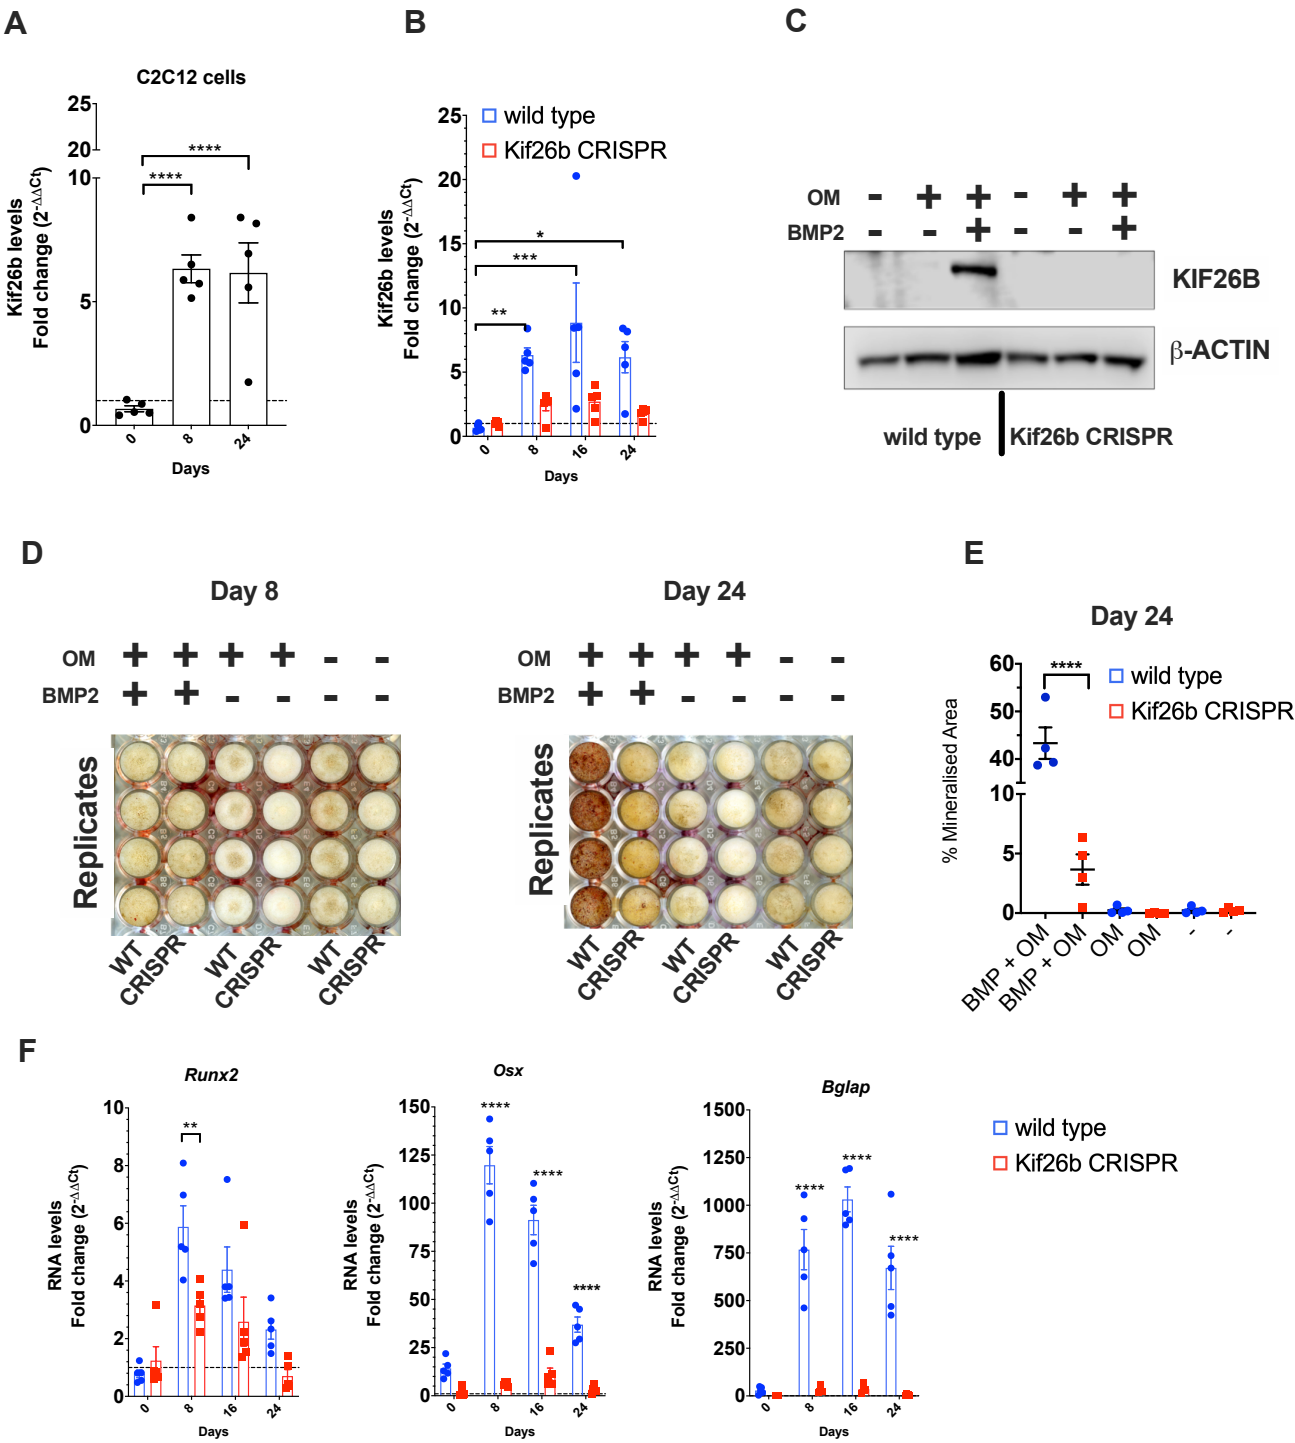 A
C2C12 cells
Kif26b levels
Fold change (2-ΔΔCt)
25
20
10
5
0
****
****
0
8
24
Days
B
wild type
Kif26b CRISPR
Kif26b levels
Fold change (2-ΔΔCt)
25
20
15
10
5
0
*
***
**
0
8
16
24
Days
C
OM - + + - + +
BMP2 - - + - - +
KIF26B
β-ACTIN
wild type
Kif26b CRISPR
D
Day 8
OM + + + + - -
BMP2 + + - - - -
Replicates
WT
CRISPR
WT
CRISPR
WT
CRISPR
Day 24
OM + + + + - -
BMP2 + + - - - -
Replicates
WT
CRISPR
WT
CRISPR
WT
CRISPR
E
Day 24
% Mineralised Area
60
50
40
10
5
0
****
wild type
Kif26b CRISPR
BMP + OM
BMP + OM
OM
OM
-
-
F
Runx2
RNA levels
Fold change (2-ΔΔCt)
10
8
6
4
2
0
**
0
8
16
24
Days
Osx
RNA levels
Fold change (2-ΔΔCt)
150
125
100
75
50
25
0
****
****
****
0
8
16
24
Days
Bglap
RNA levels
Fold change (2-ΔΔCt)
1500
1250
1000
750
500
250
0
****
****
****
0
8
16
24
Days
wild type
Kif26b CRISPR